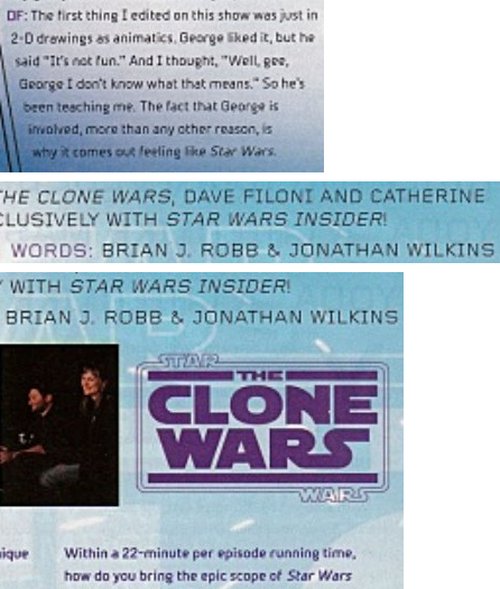 DF: The first thing I edited on this show was just in
2-D drawings as animatics. George liked it, but he
said "It's not fun." And I thought, "Well, gee,
George I don't know what that means." So he's
been teaching me. The fact that George is
involved, more than any other reason, is
why it comes out feeling like Star Wars.
THE CLONE WARS, DAVE FILONI AND CATHERINE
CLUSIVELY WITH STAR WARS INSIDER!
WORDS: BRIAN J. ROBB & JONATHAN WILKINS
WITH STAR WARS INSIDER!
BRIAN J. ROBB & JONATHAN WILKINS
STAR
THE
CLONE
WARS
WARS
nique
Within a 22-minute per episode running time,
how do you bring the epic scope of Star Wars